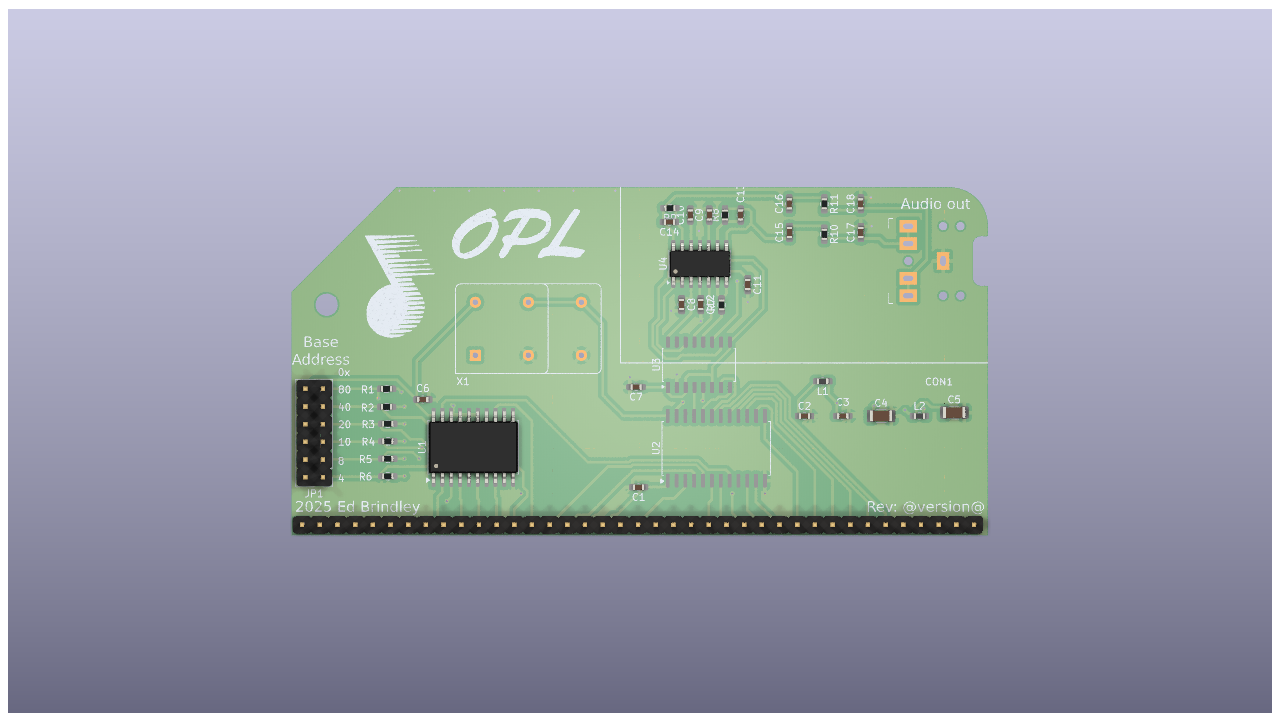 OPL
Audio out
C16
R11
C18
C9
C14
C15
R10
C17
U4
C11
Base
Address
0x
80
40
20
10
8
4
R1
R2
R3
R4
R5
R6
JP1
X1
C6
U1
U3
C7
U2
C1
L1
C2
C3
C4
L2
C5
CON1
2025 Ed Brindley
Rev: @version@